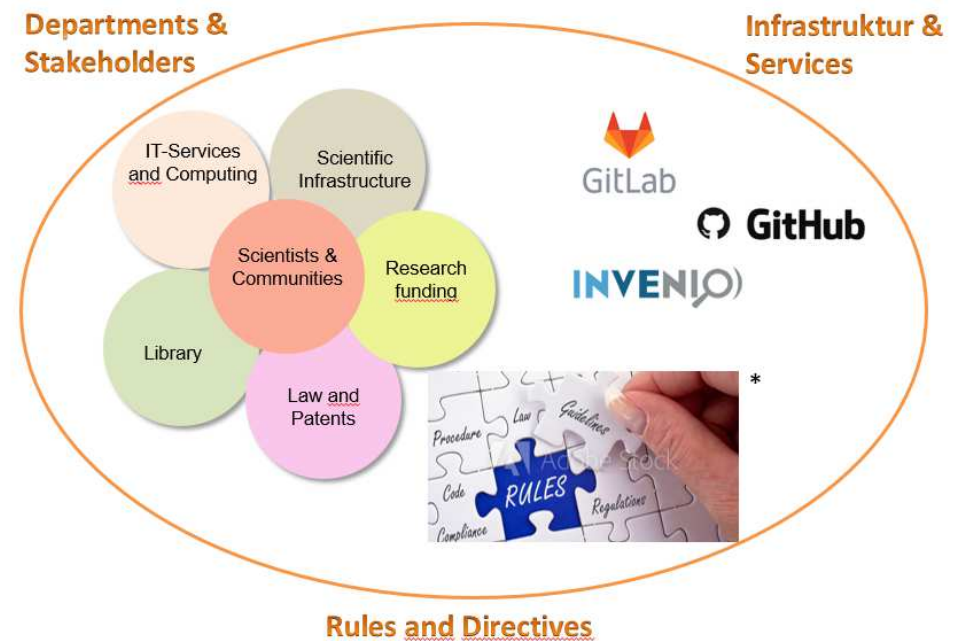 Departments &
Stakeholders
Infrastruktur &
Services
IT-Services
and Computing
Scientific
Infrastructure
Scientists &
Communities
Research
funding
Library
Law and
Patents
GitLab
GitHub
INVENIO
*
Procedure
Law
Guidelines
Adobe Stock
Code
RULES
Regulations
Compliance
Rules and Directives